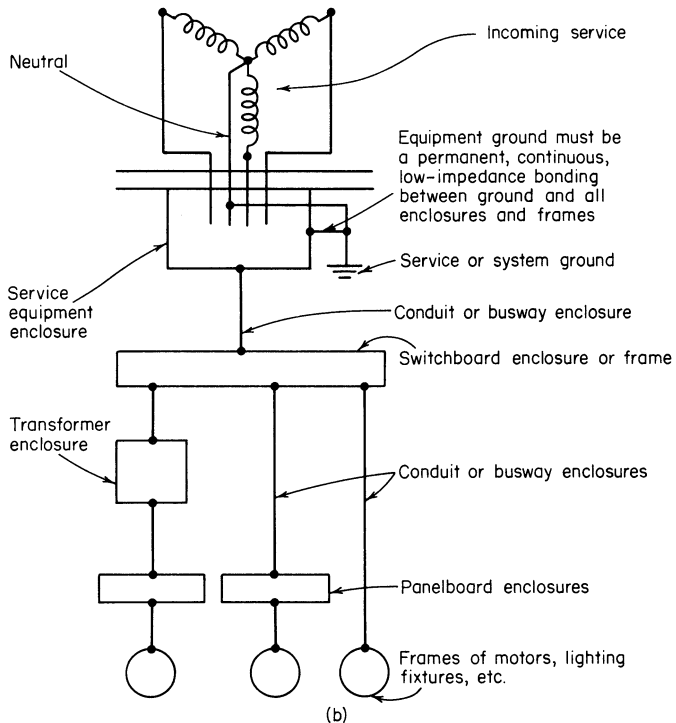 Incoming service
Neutral
Equipment ground must be
a permanent, continuous,
low-impedance bonding
between ground and all
enclosures and frames
Service or system ground
Service
equipment
enclosure
Conduit or busway enclosure
Switchboard enclosure or frame
Transformer
enclosure
Conduit or busway enclosures
Panelboard enclosures
Frames of motors, lighting
fixtures, etc.
(b)